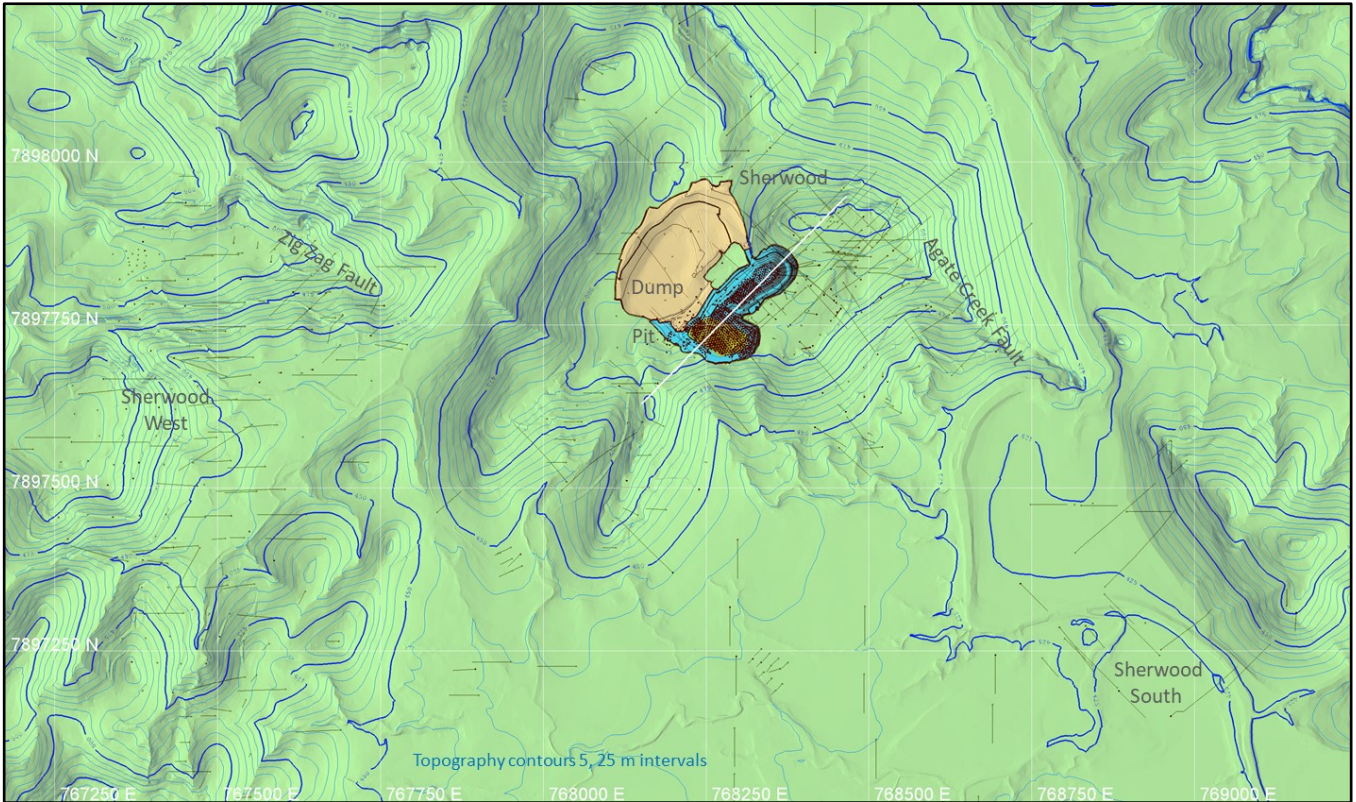 7898000 N
Sherwood
Zig Zag Fault
Agate Creek Fault
Dump
7897750 N
Pit
Sherwood
West
7897500 N
7897250 N
Sherwood
South
Topography contours 5, 25 m intervals
767250 E
767500 E
767750 E
768000 E
768250 E
768500 E
768750 E
769000 E